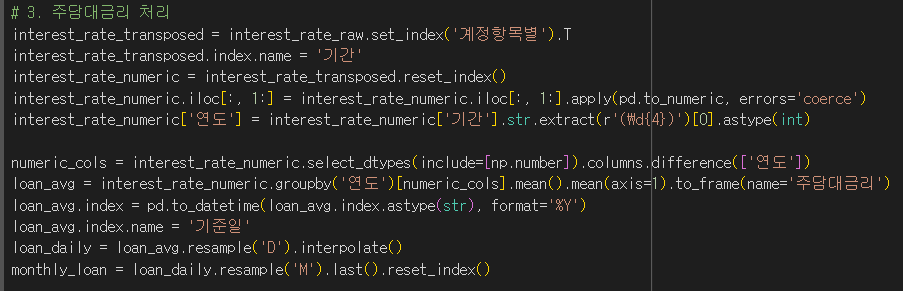 # 3. 주담대금리 처리
interest_rate_transposed = interest_rate_raw.set_index('계정항목별').T
interest_rate_transposed.index.name = '기간'
interest_rate_numeric = interest_rate_transposed.reset_index()
interest_rate_numeric.iloc[:, 1:] = interest_rate_numeric.iloc[:, 1:].apply(pd.to_numeric, errors='coerce')
interest_rate_numeric['연도'] = interest_rate_numeric['기간'].str.extract(r'(₩d{4})')[0].astype(int)
numeric_cols = interest_rate_numeric.select_dtypes(include=[np.number]).columns.difference(['연도'])
loan_avg = interest_rate_numeric.groupby('연도')[numeric_cols].mean().mean(axis=1).to_frame(name='주담대금리')
loan_avg.index = pd.to_datetime(loan_avg.index.astype(str), format='%Y')
loan_avg.index.name = '기준일'
loan_daily = loan_avg.resample('D').interpolate()
monthly_loan = loan_daily.resample('M').last().reset_index()